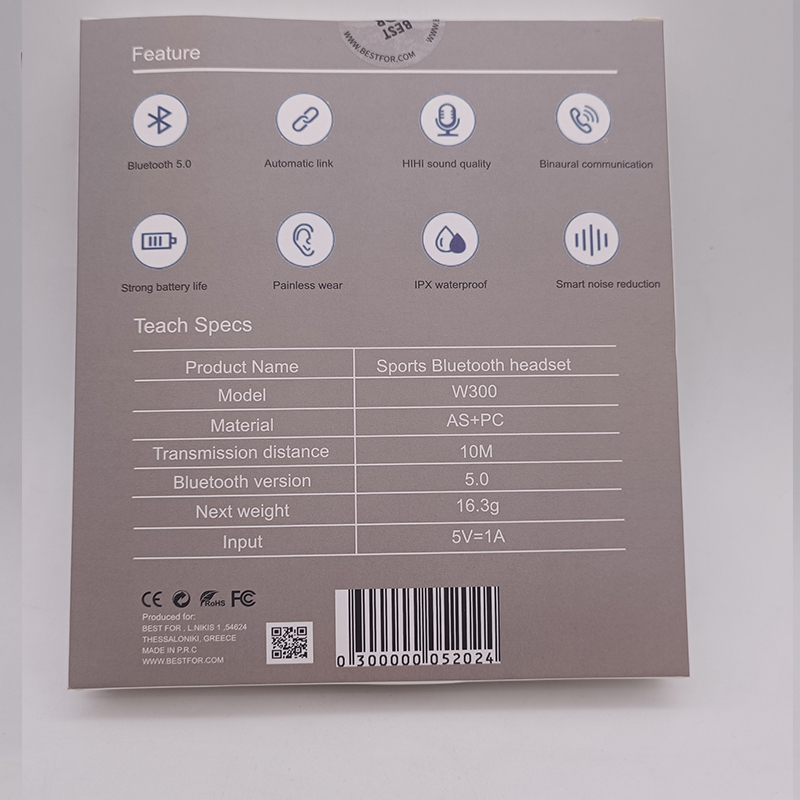 BEST
FOR
WWW.BESTFOR.COM
Feature
Bluetooth 5.0
Automatic link
HIHI sound quality
Binaural communication
Strong battery life
Painless wear
IPX waterproof
Smart noise reduction
Teach Specs
Product Name Sports Bluetooth headset
Model W300
Material AS+PC
Transmission distance 10M
Bluetooth version 5.0
Next weight 16.3g
Input 5V=1A
CE RoHS FC
Produced for:
BEST FOR , L.NIKIS 1 ,54624
THESSALONIKI, GREECE
MADE IN P.R.C
WWW.BESTFOR.COM
0 300000 052024